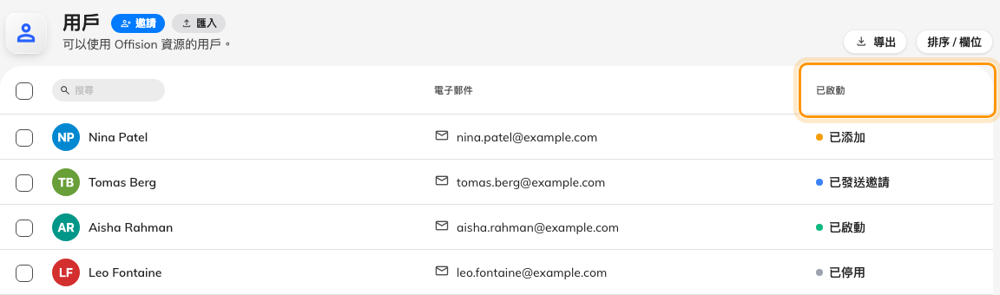 用戶 邀請 匯入
可以使用 Offision 資源的用戶。
導出 排序 / 欄位
搜尋 電子郵件 已啟動
NP Nina Patel nina.patel@example.com 已添加
TB Tomas Berg tomas.berg@example.com 已發送邀請
AR Aisha Rahman aisha.rahman@example.com 已啟動
LF Leo Fontaine leo.fontaine@example.com 已停用